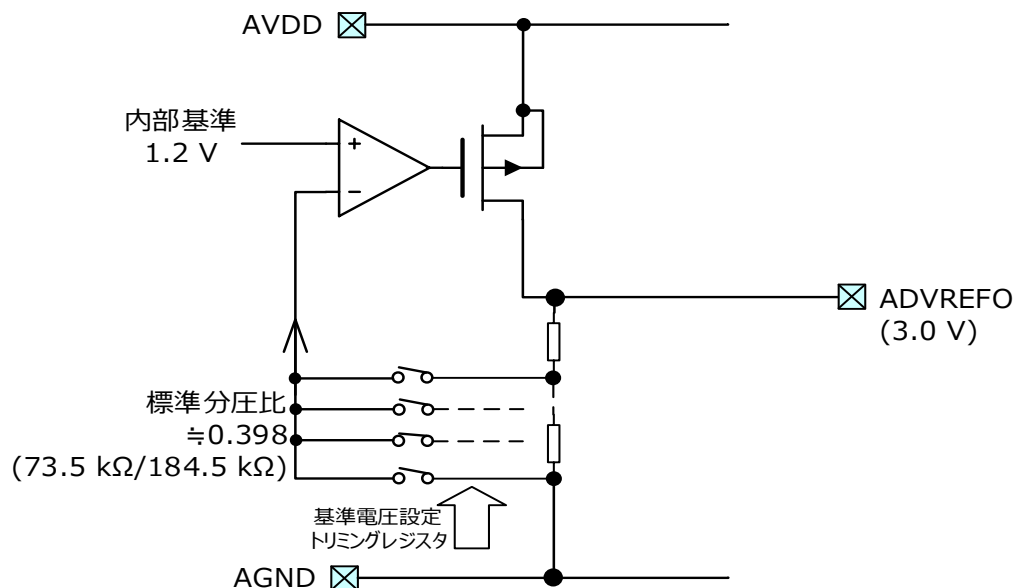 AVDD
内部基準
1.2 V
+
−
ADVREFO
(3.0 V)
標準分圧比
≒0.398
(73.5 kΩ/184.5 kΩ)
基準電圧設定
トリミングレジスタ
AGND